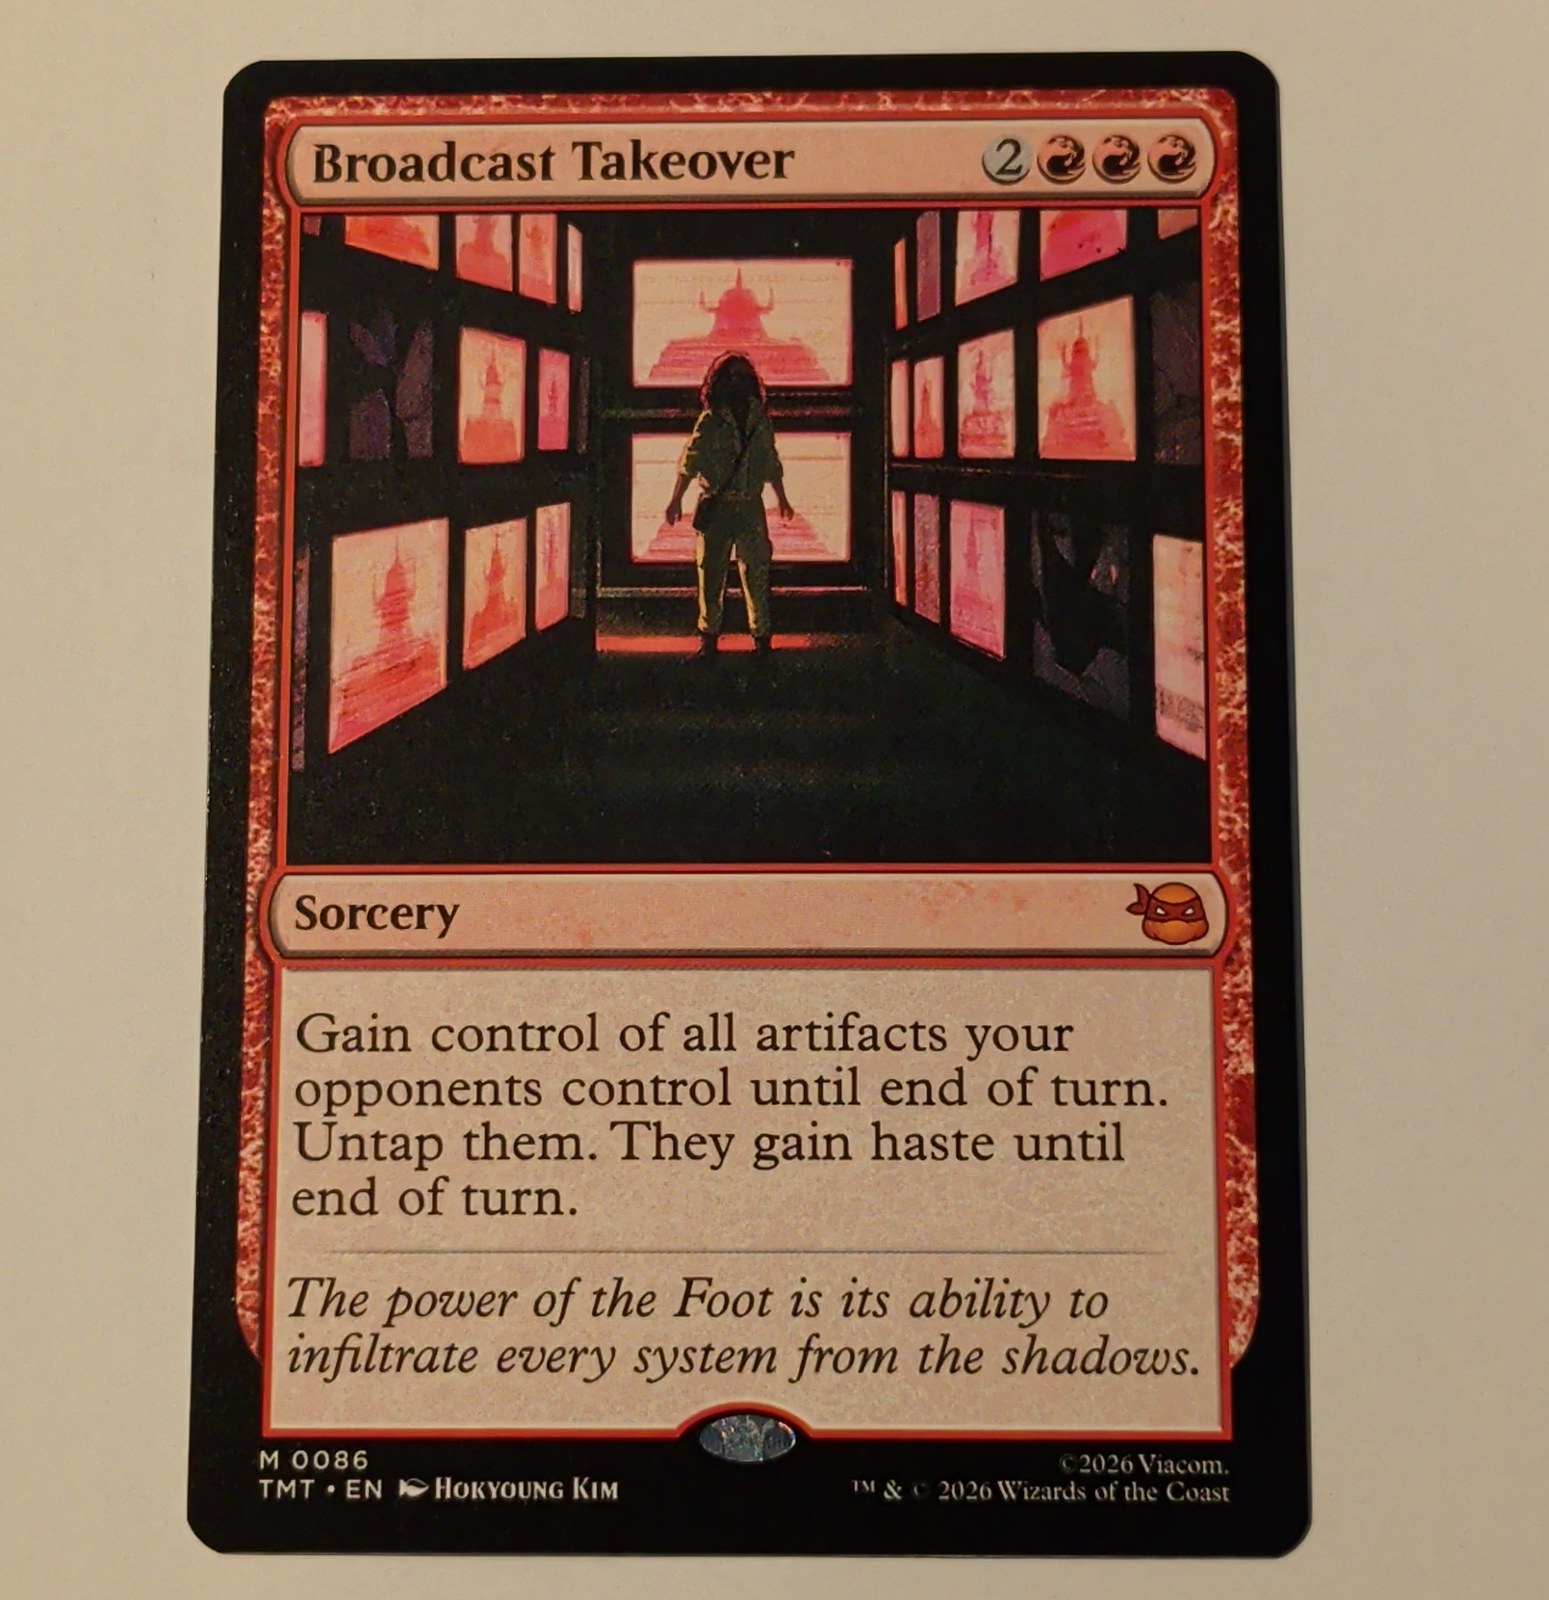 Broadcast Takeover 2
Sorcery
Gain control of all artifacts your
opponents control until end of turn.
Untap them. They gain haste until
end of turn.
The power of the Foot is its ability to
infiltrate every system from the shadows.
M 0086
TMT • EN HOKYOUNG KIM
©2026 Viacom.
™ & © 2026 Wizards of the Coast